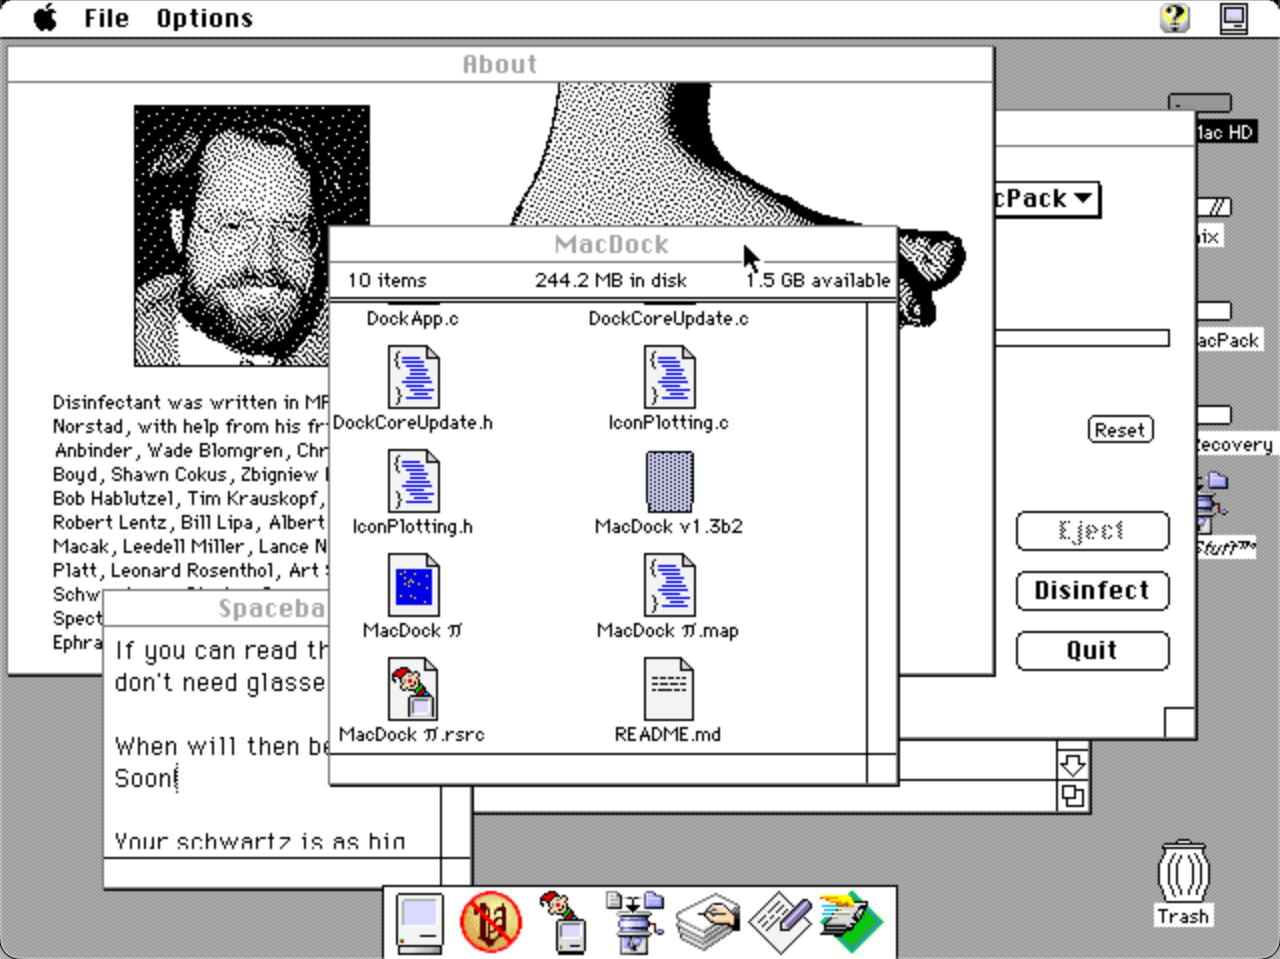 File Options
About
Mac HD
cPack
ix
acPack
Reset
Recovery
Eject
Disinfect
Quit
Disinfectant was written in MP
Norstad, with help from his fr
Anbinder, Wade Blomgren, Chr
Boyd, Shawn Cokus, Zbigniew
Bob Hablutzel, Tim Krauskopf,
Robert Lentz, Bill Lipa, Albert
Macak, Leedell Miller, Lance N
Platt, Leonard Rosenthol, Art
Schw
Spect
Ephra
MacDock
10 items 244.2 MB in disk 1.5 GB available
DockApp.c DockCoreUpdate.c
DockCoreUpdate.h IconPlotting.c
IconPlotting.h MacDock v1.3b2
MacDock π MacDock π.map
MacDock π.rsrc README.md
Spaceba
If you can read th
don't need glasse
When will then be
Soon!
Your schwartz is as big
Stuff™
Trash